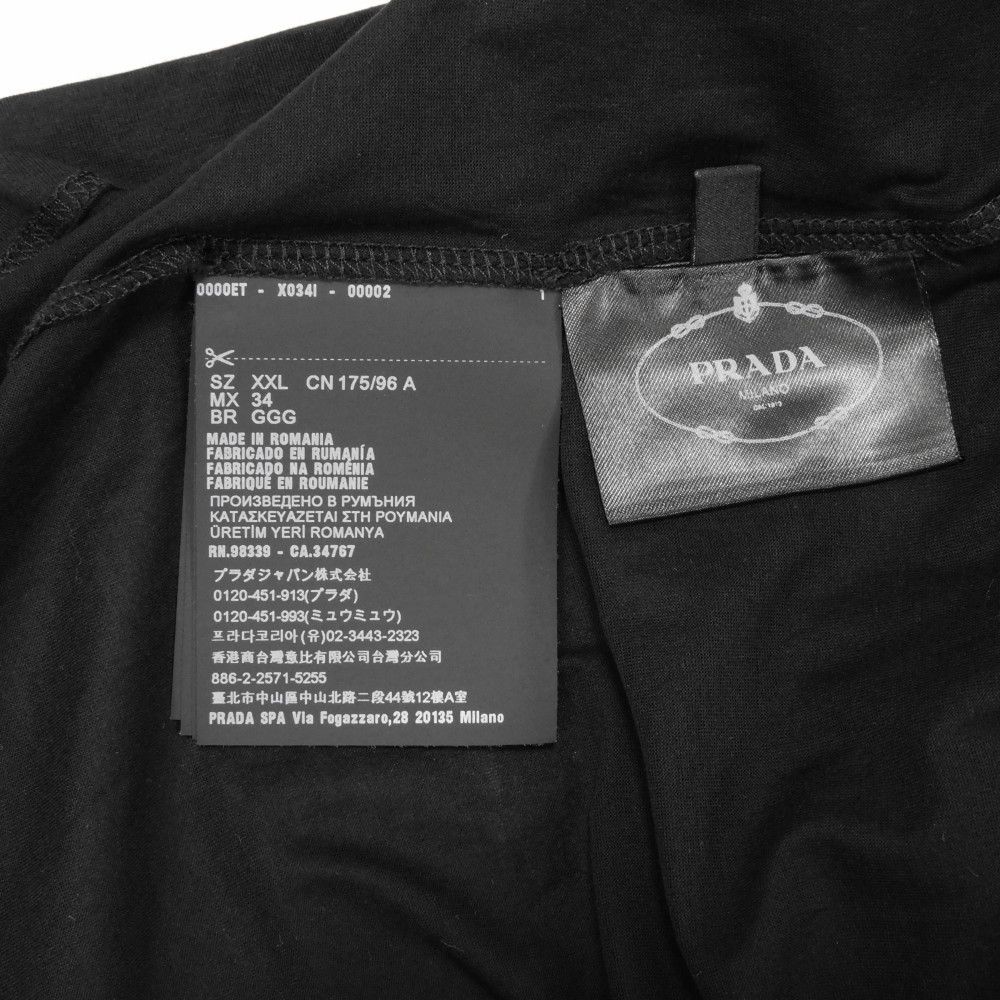 0000ET - X034I - 00002 1
SZ XXL CN 175/96 A
MX 34
BR GGG
MADE IN ROMANIA
FABRICADO EN RUMANÍA
FABRICADO NA ROMÊNIA
FABRIQUÉ EN ROUMANIE
ПРОИЗВЕДЕНО В РУМЪНИЯ
ΚΑΤΑΣΚΕΥΑΖΕΤΑΙ ΣΤΗ ΡΟΥΜΑΝΙΑ
ÜRETİM YERİ ROMANYA
RN.98339 - CA.34767
プラダジャパン株式会社
0120-451-913(プラダ)
0120-451-993(ミュウミュウ)
프라다코리아(유)02-3443-2323
香港商台灣意比有限公司台灣分公司
886-2-2571-5255
臺北市中山區中山北路二段44號12樓A室
PRADA SPA Via Fogazzaro,28 20135 Milano
PRADA
MILANO
DAL 1913